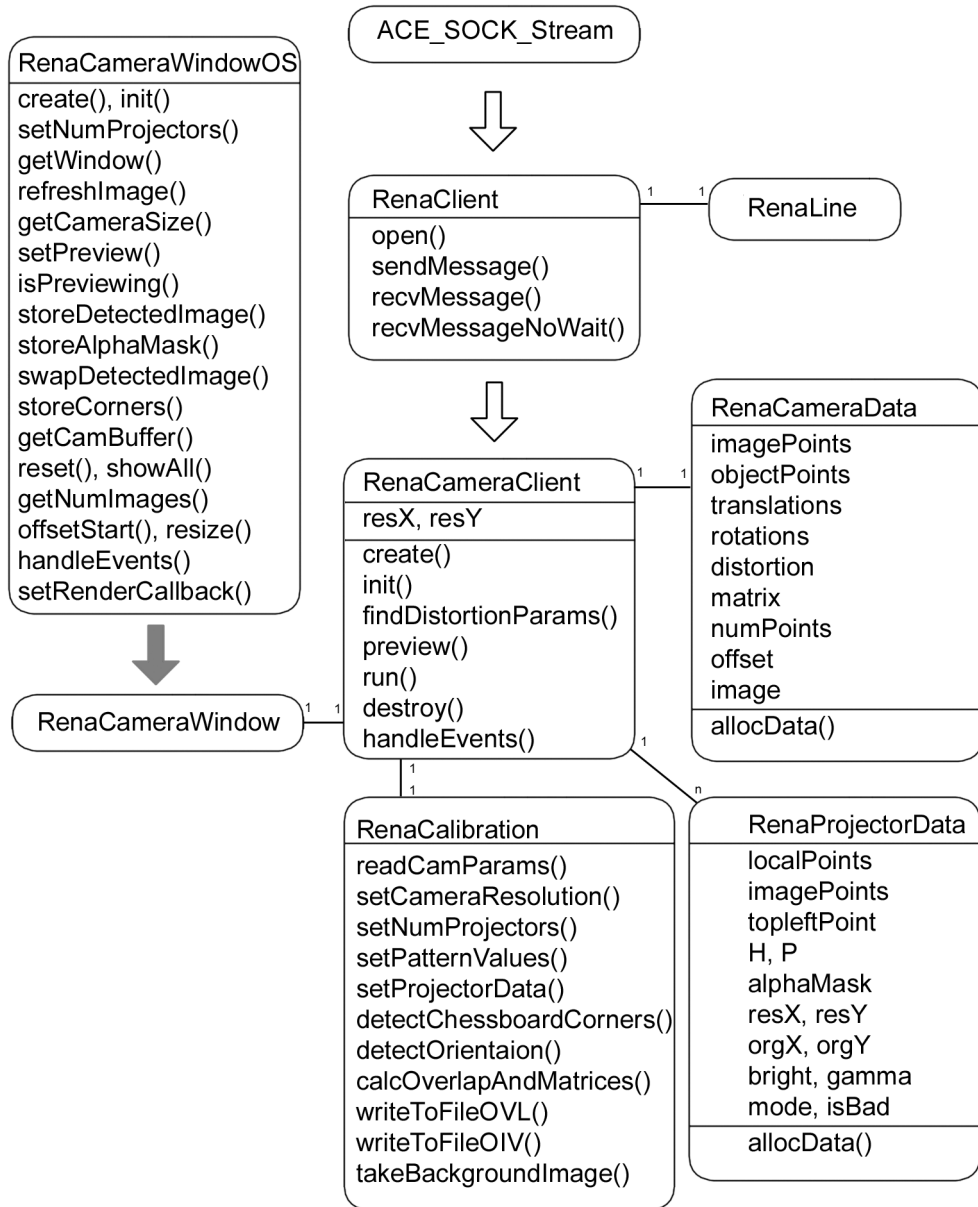 ACE_SOCK_Stream
RenaCameraWindowOS
create(), init()
setNumProjectors()
getWindow()
refreshImage()
getCameraSize()
setPreview()
isPreviewing()
storeDetectedImage()
storeAlphaMask()
swapDetectedImage()
storeCorners()
getCamBuffer()
reset(), showAll()
getNumImages()
offsetStart(), resize()
handleEvents()
setRenderCallback()
RenaClient
open()
sendMessage()
recvMessage()
recvMessageNoWait()
1 1
RenaLine
RenaCameraClient
resX, resY
create()
init()
findDistortionParams()
preview()
run()
destroy()
handleEvents()
1 1
RenaCameraData
imagePoints
objectPoints
translations
rotations
distortion
matrix
numPoints
offset
image
allocData()
RenaCameraWindow
1 1
1
1
RenaCalibration
readCamParams()
setCameraResolution()
setNumProjectors()
setPatternValues()
setProjectorData()
detectChessboardCorners()
detectOrientaion()
calcOverlapAndMatrices()
writeToFileOVL()
writeToFileOIV()
takeBackgroundImage()
1
n
RenaProjectorData
localPoints
imagePoints
topleftPoint
H, P
alphaMask
resX, resY
orgX, orgY
bright, gamma
mode, isBad
allocData()